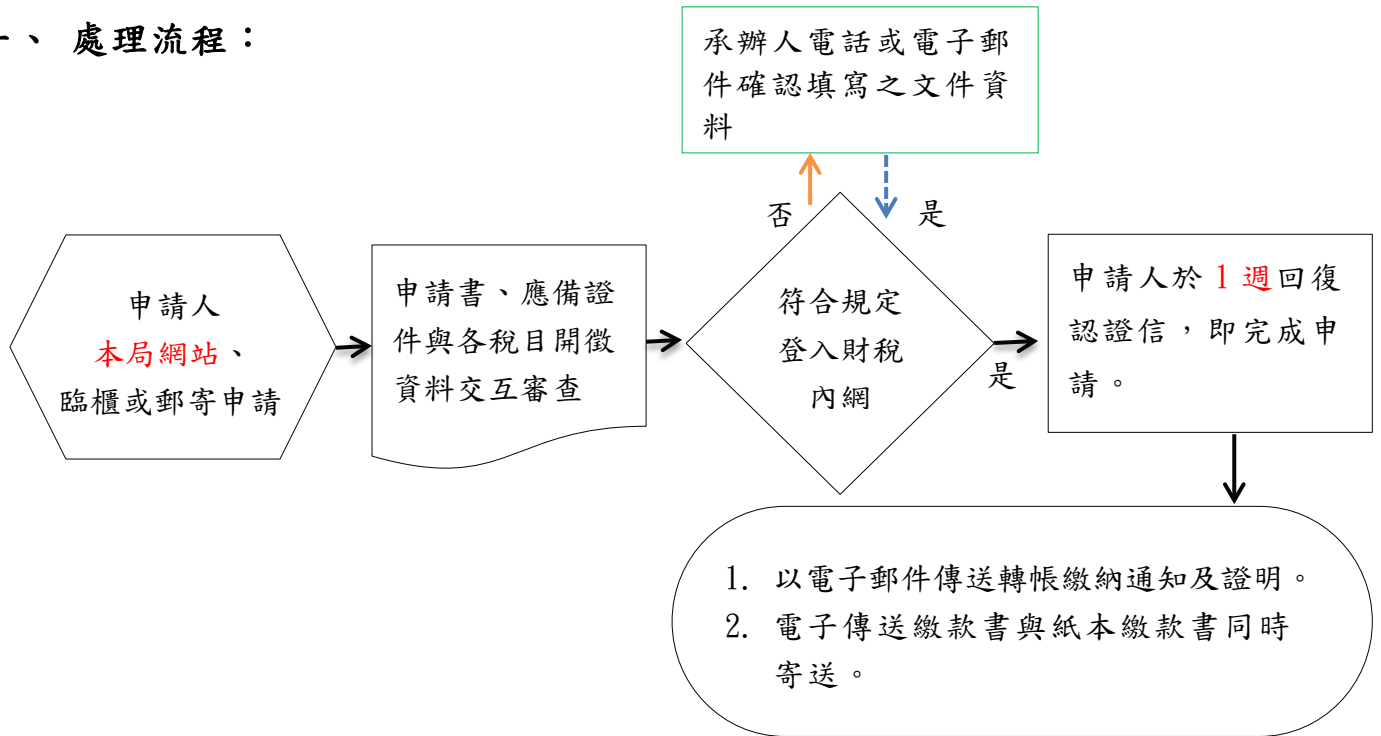 、 處理流程：
承辦人電話或電子郵
件確認填寫之文件資
料
否
是
申請人
本局網站、
臨櫃或郵寄申請
申請書、應備證
件與各稅目開徵
資料交互審查
符合規定
登入財稅
內網
是
申請人於 1 週回復
認證信，即完成申
請。
1. 以電子郵件傳送轉帳繳納通知及證明。
2. 電子傳送繳款書與紙本繳款書同時
寄送。